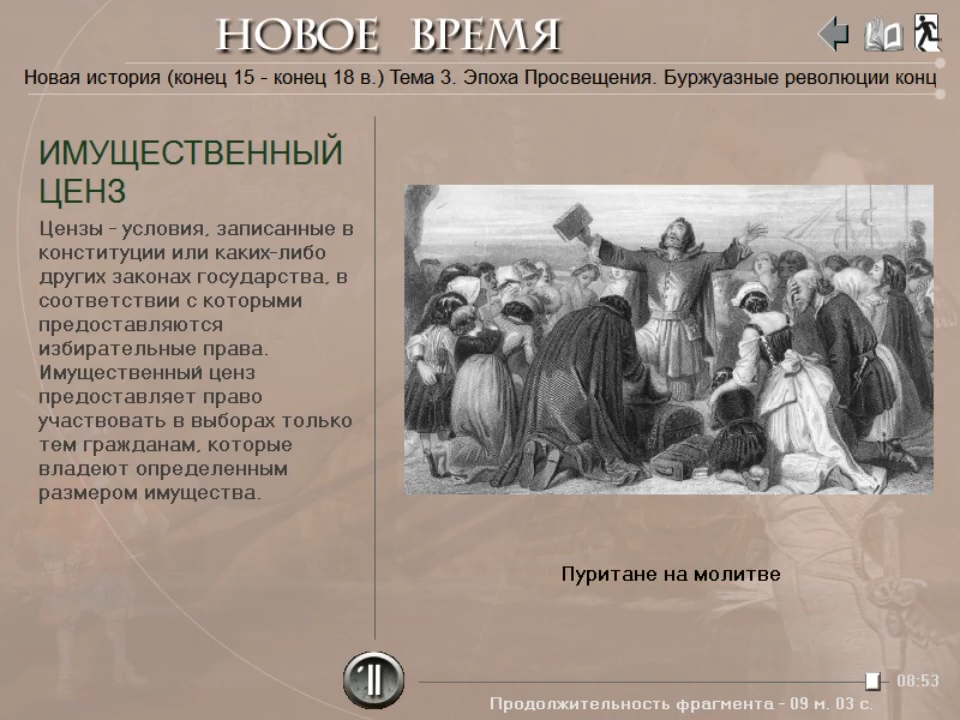 НОВОЕ ВРЕМЯ
Новая история (конец 15 - конец 18 в.) Тема 3. Эпоха Просвещения. Буржуазные революции конц
ИМУЩЕСТВЕННЫЙ
ЦЕНЗ
Цензы - условия, записанные в
конституции или каких-либо
других законах государства, в
соответствии с которыми
предоставляются
избирательные права.
Имущественный ценз
предоставляет право
участвовать в выборах только
тем гражданам, которые
владеют определенным
размером имущества.
Пуритане на молитве
08:53
Продолжительность фрагмента - 09 м. 03 с.